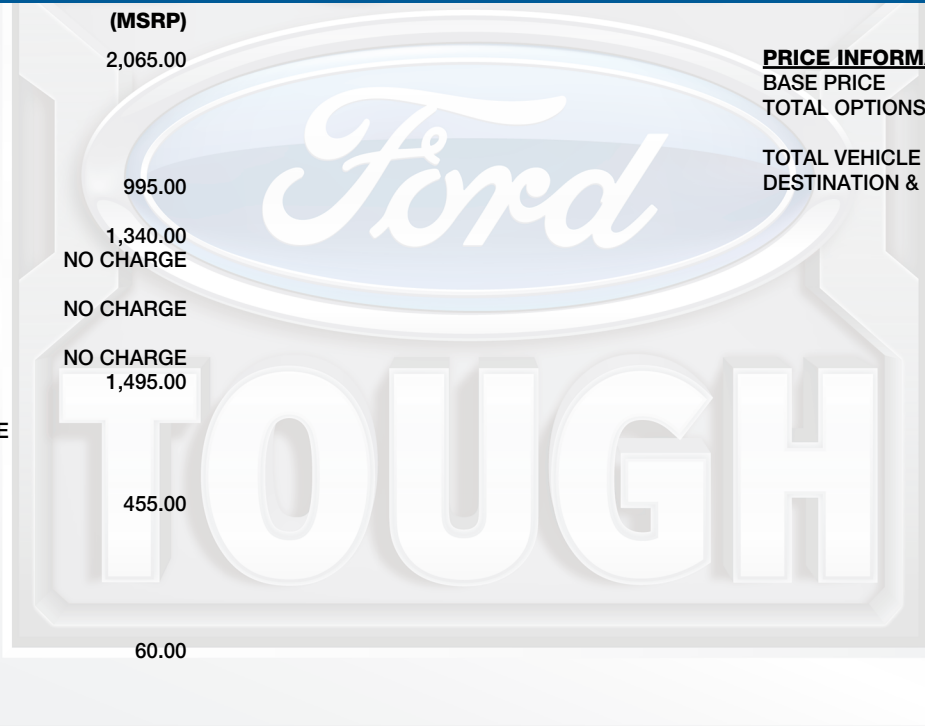 (MSRP)
2,065.00
995.00
1,340.00
NO CHARGE
NO CHARGE
NO CHARGE
1,495.00
E
455.00
60.00
PRICE INFORMA
BASE PRICE
TOTAL OPTIONS
TOTAL VEHICLE
DESTINATION &
Ford
TOUGH